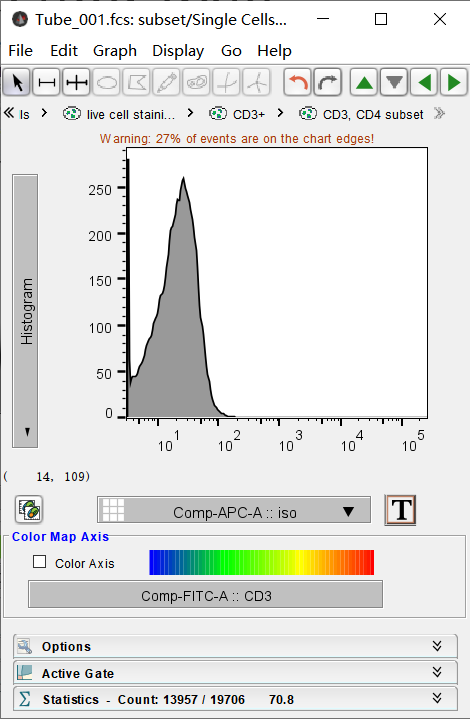 Tube_001.fcs: subset/Single Cells...
File Edit Graph Display Go Help
ls live cell staini... CD3+ CD3, CD4 subset
Warning: 27% of events are on the chart edges!
250
200
150
100
50
0
Histogram
10^1 10^2 10^3 10^4 10^5
( 14, 109)
Comp-APC-A :: iso
T
Color Map Axis
Color Axis
Comp-FITC-A :: CD3
Options
Active Gate
Σ Statistics - Count: 13957 / 19706 70.8